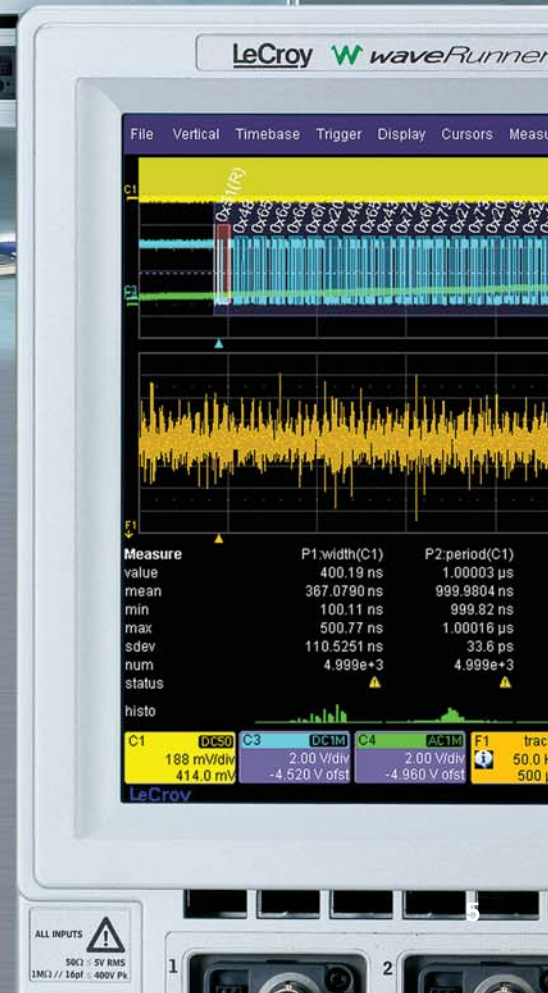 LeCroy waveRunner
File Vertical Timebase Trigger Display Cursors Measu
C1
C3
F1
Measure P1:width(C1) P2:period(C1)
value 400.19 ns 1.00003 µs
mean 367.0790 ns 999.9804 ns
min 100.11 ns 999.82 ns
max 500.77 ns 1.00016 µs
sdev 110.5251 ns 33.6 ps
num 4.999e+3 4.999e+3
status
histo
C1 DC50 C3 DC1M C4 AC1M F1 trac
188 mV/div 2.00 V/div 2.00 V/div 50.0
414.0 mV -4.520 V ofst -4.960 V ofst 500
LeCroy
5
ALL INPUTS
50Ω ≤ 5V RMS
1MΩ // 16pf ≤ 400V Pk
1 2